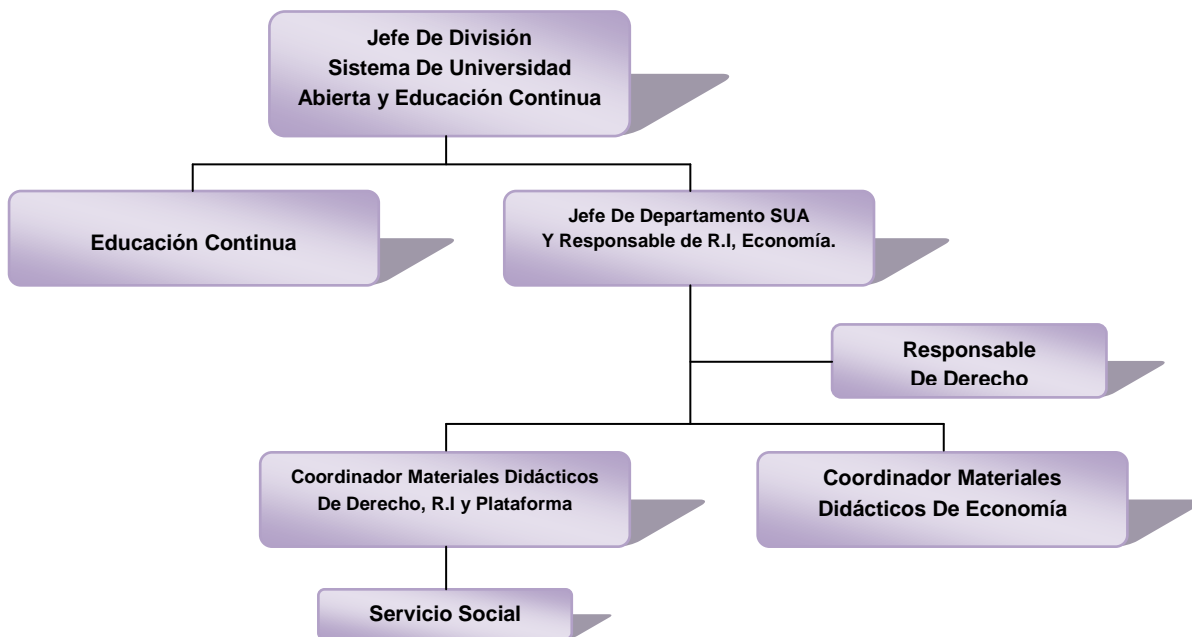 Jefe De División
Sistema De Universidad
Abierta y Educación Continua
Educación Continua
Jefe De Departamento SUA
Y Responsable de R.I, Economía.
Responsable
De Derecho
Coordinador Materiales Didácticos
De Derecho, R.I y Plataforma
Coordinador Materiales
Didácticos De Economía
Servicio Social